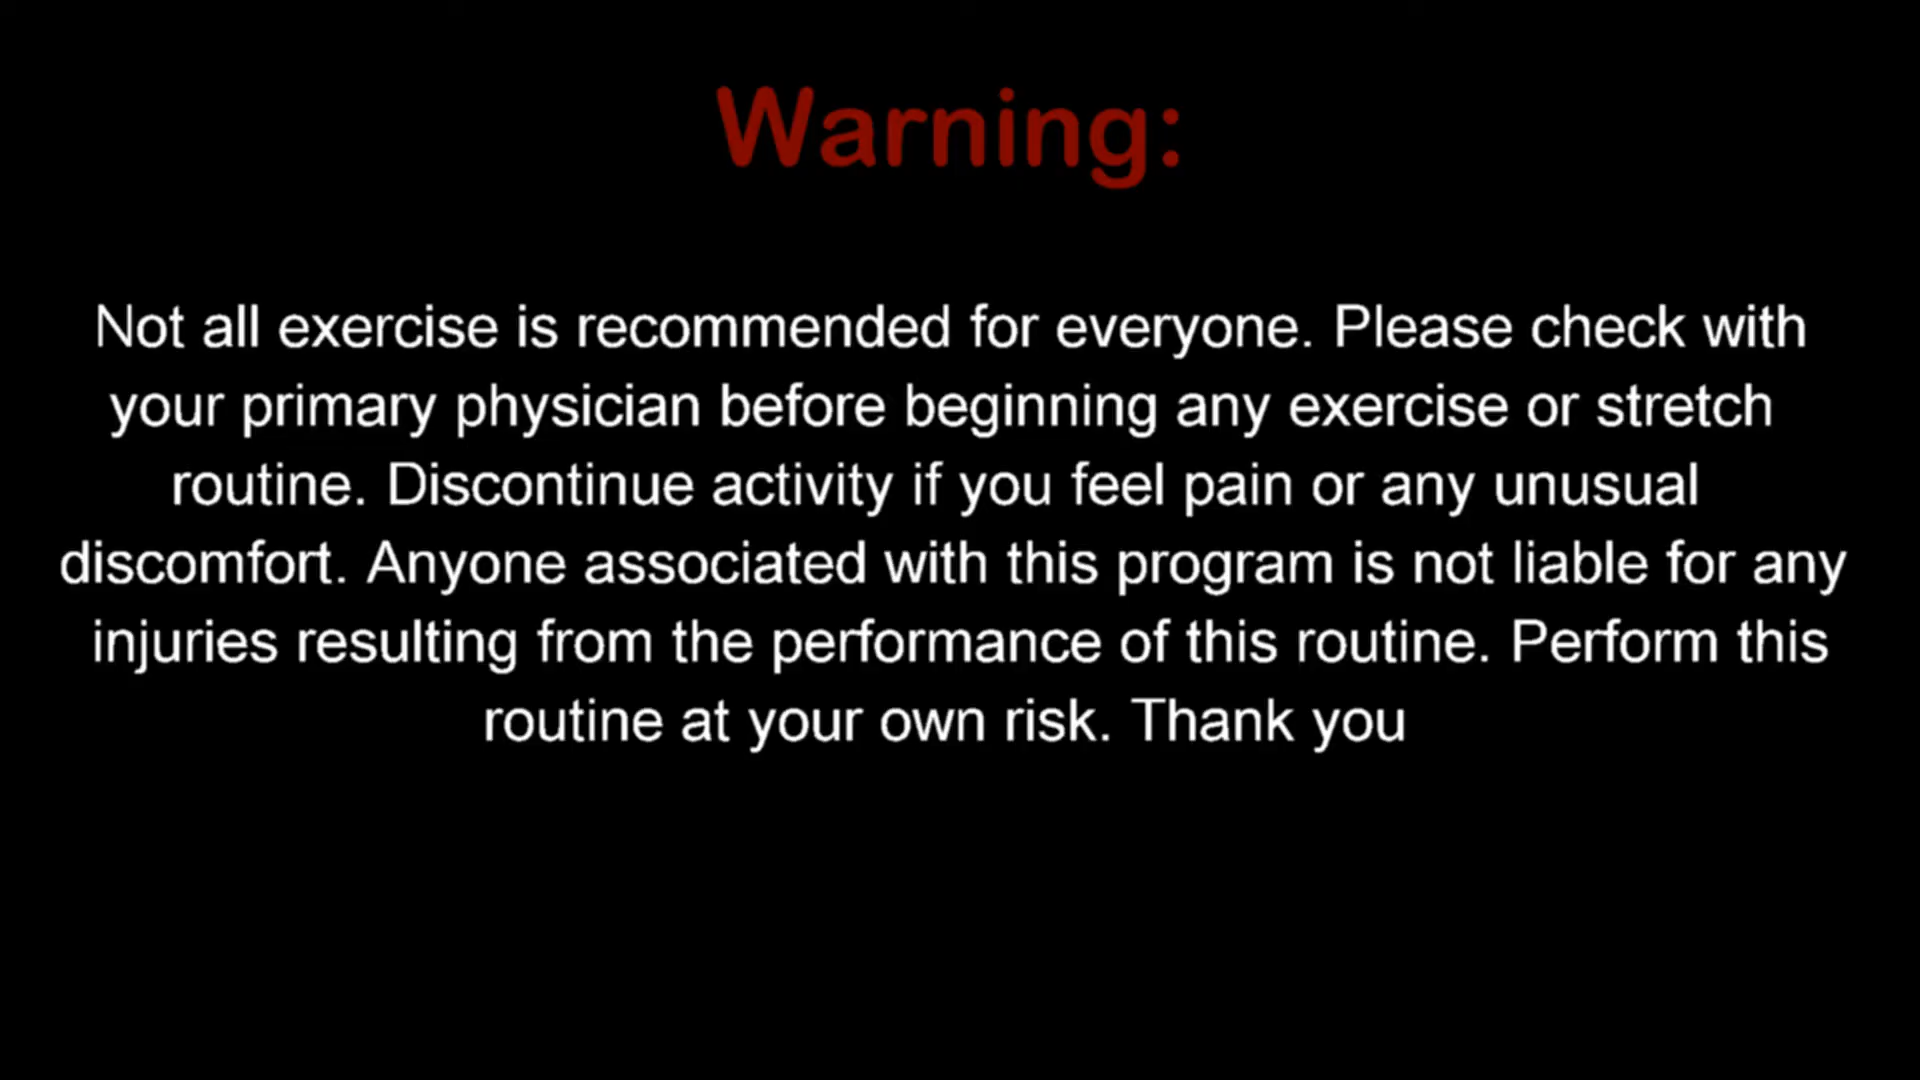 Warning:
Not all exercise is recommended for everyone. Please check with
your primary physician before beginning any exercise or stretch
routine. Discontinue activity if you feel pain or any unusual
discomfort. Anyone associated with this program is not liable for any
injuries resulting from the performance of this routine. Perform this
routine at your own risk. Thank you